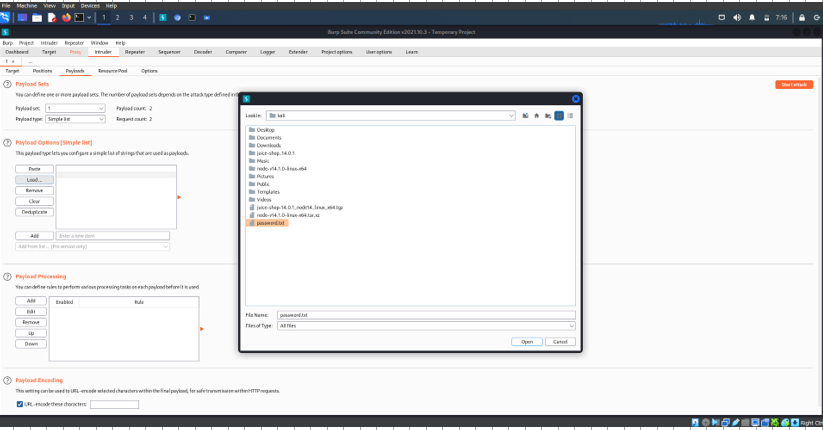 File Machine View Input Devices Help
1 2 3 4
7:16
Burp Suite Community Edition v2021.10.3 - Temporary Project
Burp Project Intruder Repeater Window Help
Dashboard Target Proxy Intruder Repeater Sequencer Decoder Comparer Logger Extender Project options User options Learn
1 × ...
Target Positions Payloads Resource Pool Options
Payload Sets
Start attack
You can define one or more payload sets. The number of payload sets depends on the attack type defined in t
Payload set: 1 Payload count: 2
Payload type: Simple list Request count: 2
Payload Options [Simple list]
This payload type lets you configure a simple list of strings that are used as payloads.
Paste
Load ...
Remove
Clear
Deduplicate
Add Enter a new item
Add from list ... [Pro version only]
Payload Processing
You can define rules to perform various processing tasks on each payload before it is used.
Add Enabled Rule
Edit
Remove
Up
Down
Payload Encoding
This setting can be used to URL-encode selected characters within the final payload, for safe transmission within HTTP requests.
URL-encode these characters:
Look In: kali
Desktop
Documents
Downloads
juice-shop_14.0.1
Music
node-v14.1.0-linux-x64
Pictures
Public
Templates
Videos
juice-shop-14.0.1_node14_linux_x64.tgz
node-v14.1.0-linux-x64.tar.xz
password.txt
File Name: password.txt
Files of Type: All Files
Open Cancel
Right Ctrl